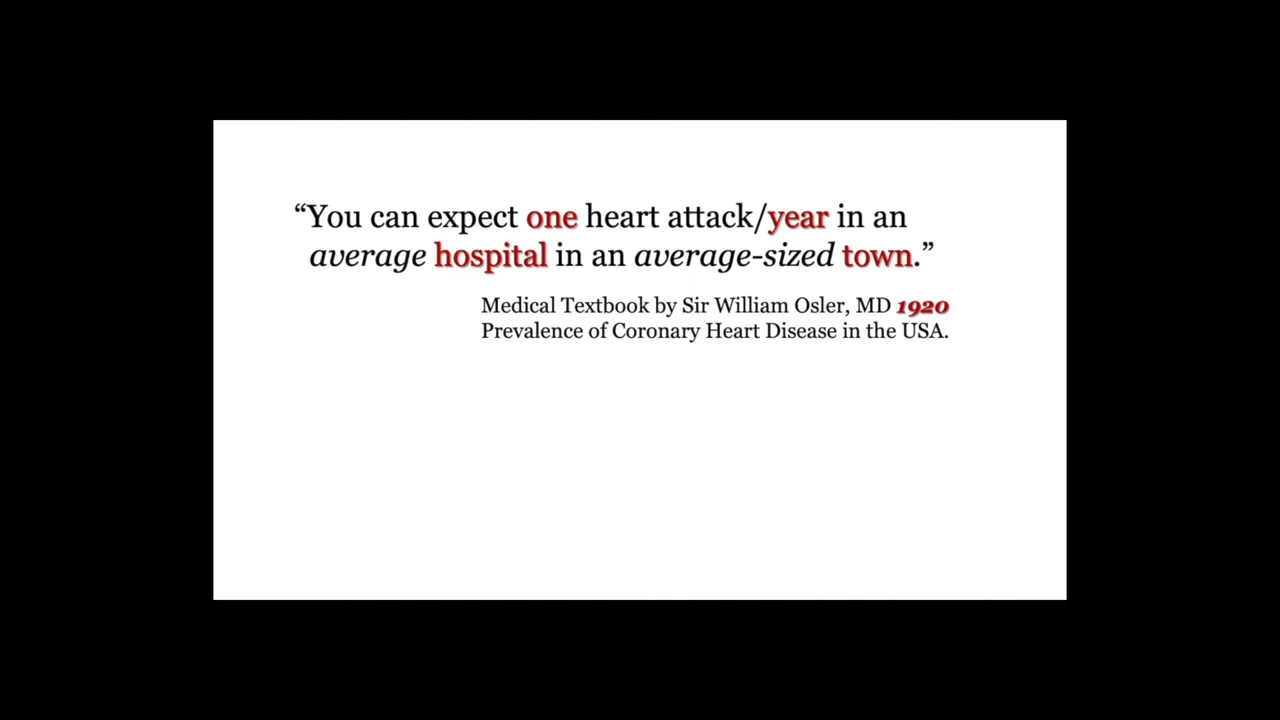 “You can expect one heart attack/year in an
average hospital in an average-sized town.”
Medical Textbook by Sir William Osler, MD 1920
Prevalence of Coronary Heart Disease in the USA.